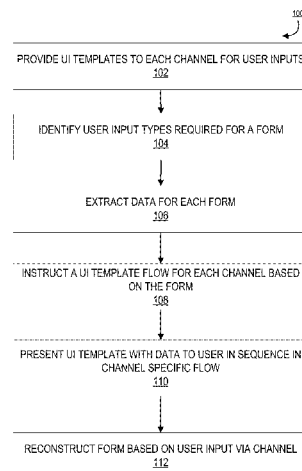 100
PROVIDE UI TEMPLATES TO EACH CHANNEL FOR USER INPUTS
102
IDENTIFY USER INPUT TYPES REQUIRED FOR A FORM
104
EXTRACT DATA FOR EACH FORM
106
INSTRUCT A UI TEMPLATE FLOW FOR EACH CHANNEL BASED
ON THE FORM
108
PRESENT UI TEMPLATE WITH DATA TO USER IN SEQUENCE IN
CHANNEL SPECIFIC FLOW
110
RECONSTRUCT FORM BASED ON USER INPUT VIA CHANNEL
112